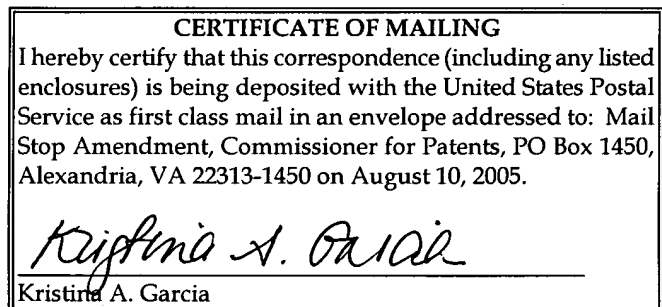 CERTIFICATE OF MAILING
I hereby certify that this correspondence (including any listed
enclosures) is being deposited with the United States Postal
Service as first class mail in an envelope addressed to: Mail
Stop Amendment, Commissioner for Patents, PO Box 1450,
Alexandria, VA 22313-1450 on August 10, 2005.
Kristina A. Garcia
Kristina A. Garcia